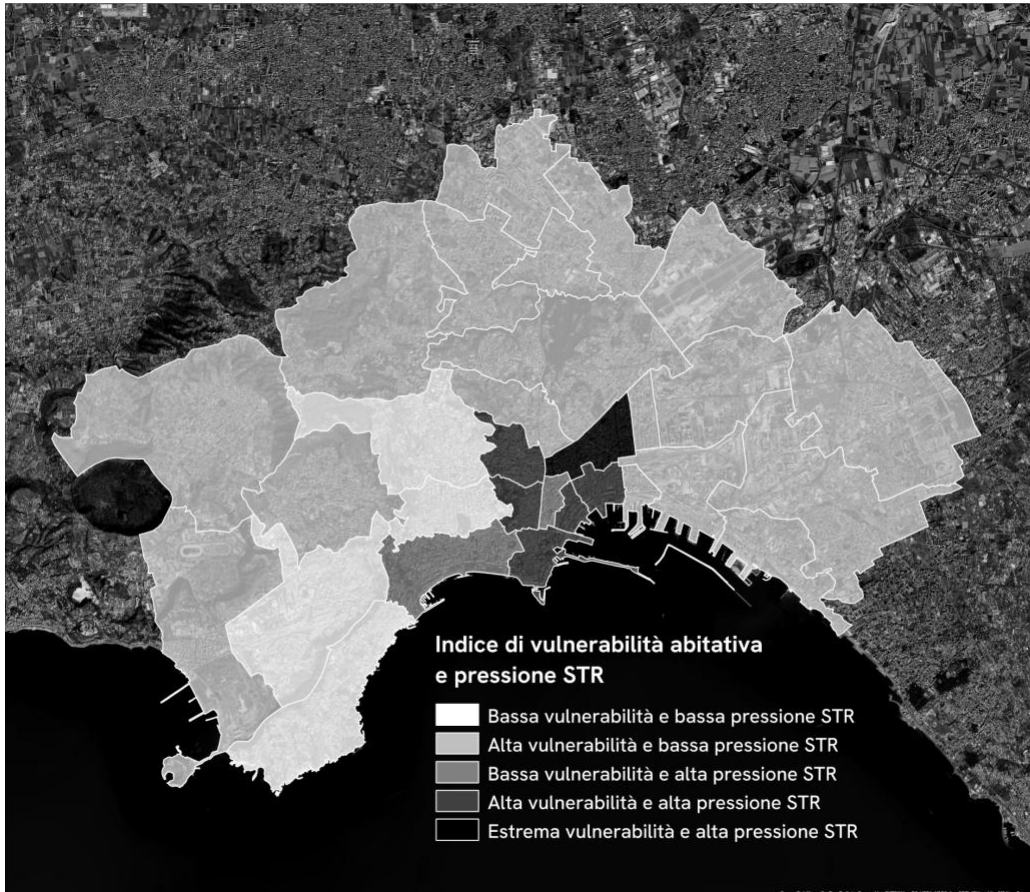 Indice di vulnerabilità abitativa
e pressione STR
Bassa vulnerabilità e bassa pressione STR
Alta vulnerabilità e bassa pressione STR
Bassa vulnerabilità e alta pressione STR
Alta vulnerabilità e alta pressione STR
Estrema vulnerabilità e alta pressione STR